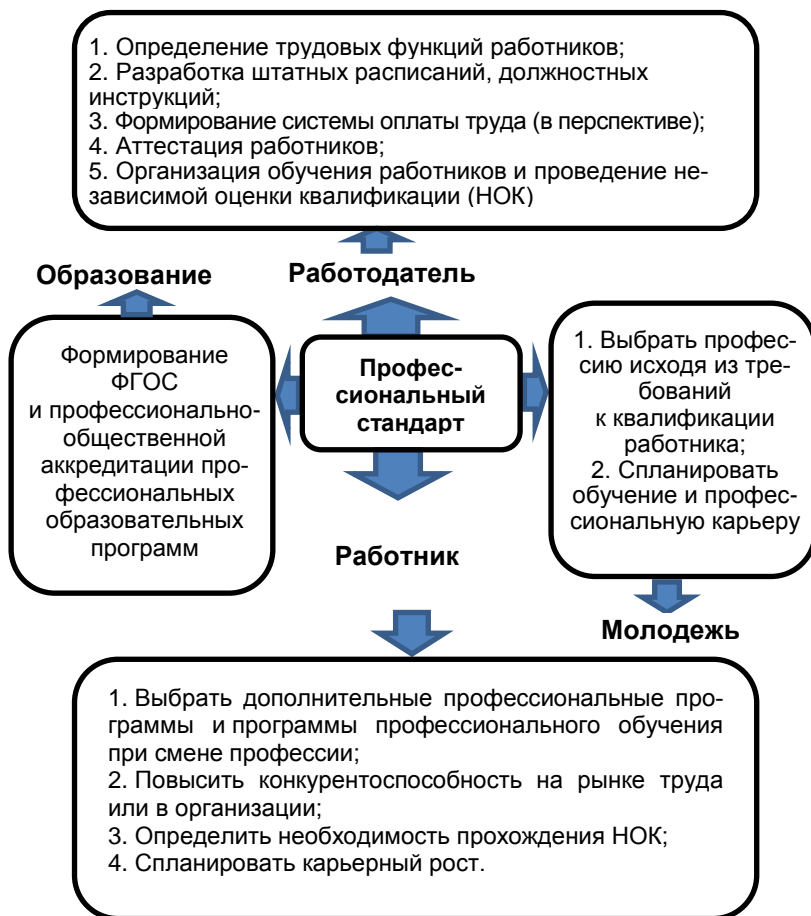 1. Определение трудовых функций работников;
2. Разработка штатных расписаний, должностных
инструкций;
3. Формирование системы оплаты труда (в перспективе);
4. Аттестация работников;
5. Организация обучения работников и проведение не-
зависимой оценки квалификации (НОК)
Образование
Работодатель
Формирование
ФГОС
и профессионально-
общественной
аккредитации про-
фессиональных
образовательных
программ
Профес-
сиональный
стандарт
1. Выбрать профес-
сию исходя из тре-
бований
к квалификации
работника;
2. Спланировать
обучение и профес-
сиональную карьеру
Работник
Молодежь
1. Выбрать дополнительные профессиональные про-
граммы и программы профессионального обучения
при смене профессии;
2. Повысить конкурентоспособность на рынке труда
или в организации;
3. Определить необходимость прохождения НОК;
4. Спланировать карьерный рост.